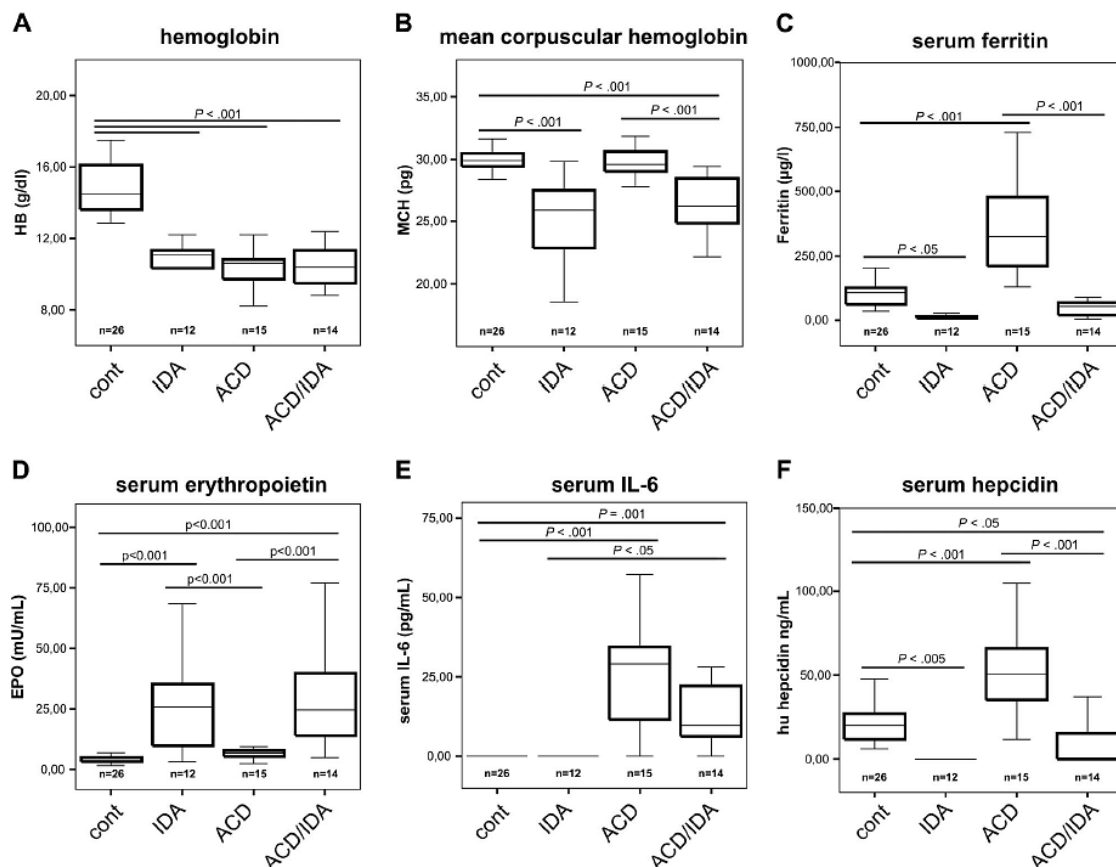 A
hemoglobin
HB (g/dl)
20,00
16,00
12,00
8,00
P < .001
n=26 n=12 n=15 n=14
cont IDA ACD ACD/IDA
B
mean corpuscular hemoglobin
MCH (pg)
35,00
30,00
25,00
20,00
P < .001
P < .001
P < .001
n=26 n=12 n=15 n=14
cont IDA ACD ACD/IDA
C
serum ferritin
Ferritin (µg/l)
1000,00
750,00
500,00
250,00
0,00
P < .001
P < .001
P < .05
n=26 n=12 n=15 n=14
cont IDA ACD ACD/IDA
D
serum erythropoietin
EPO (mU/mL)
100,00
75,00
50,00
25,00
0,00
p<0.001
p<0.001
p<0.001
p<0.001
n=26 n=12 n=15 n=14
cont IDA ACD ACD/IDA
E
serum IL-6
serum IL-6 (pg/mL)
75,00
50,00
25,00
0,00
P = .001
P < .001
P < .05
n=26 n=12 n=15 n=14
cont IDA ACD ACD/IDA
F
serum hepcidin
hu hepcidin ng/mL
150,00
100,00
50,00
0,00
P < .05
P < .001
P < .001
P < .005
n=26 n=12 n=15 n=14
cont IDA ACD ACD/IDA